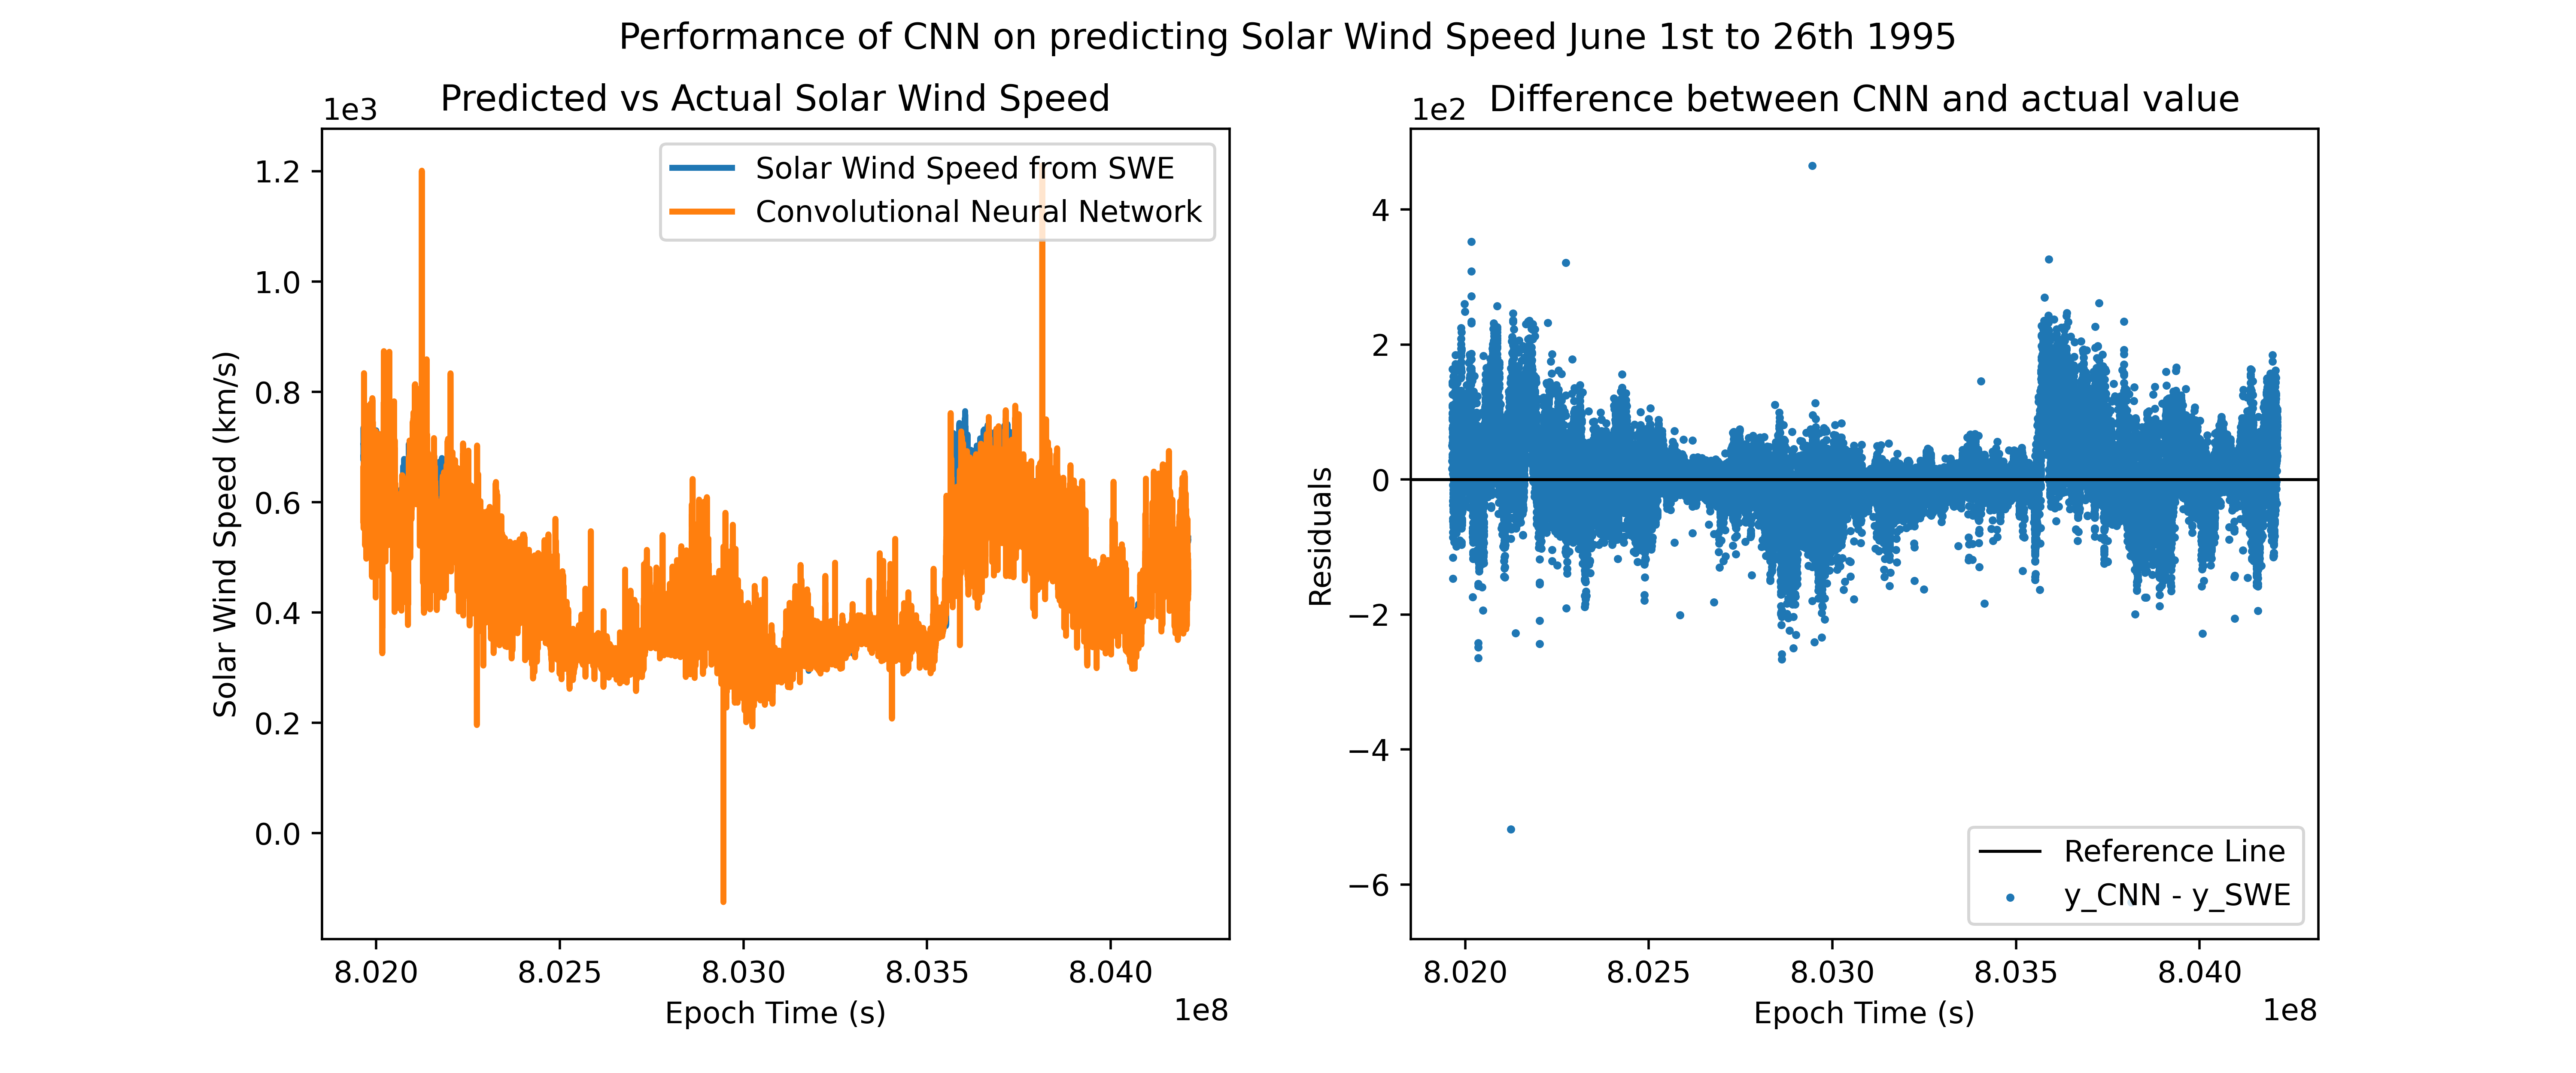 Performance of CNN on predicting Solar Wind Speed June 1st to 26th 1995
Predicted vs Actual Solar Wind Speed
1e3
Solar Wind Speed from SWE
Convolutional Neural Network
1.2
1.0
0.8
0.6
0.4
0.2
0.0
Solar Wind Speed (km/s)
8.020 8.025 8.030 8.035 8.040
Epoch Time (s)
1e8
Difference between CNN and actual value
1e2
4
2
0
−2
−4
−6
Residuals
Reference Line
y_CNN - y_SWE
8.020 8.025 8.030 8.035 8.040
Epoch Time (s)
1e8